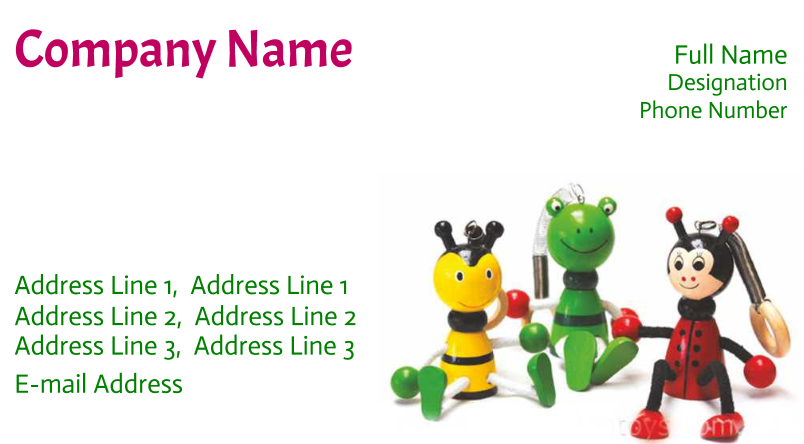 Company Name
Full Name
Designation
Phone Number
Address Line 1,  Address Line 1
Address Line 2,  Address Line 2
Address Line 3,  Address Line 3
E-mail Address